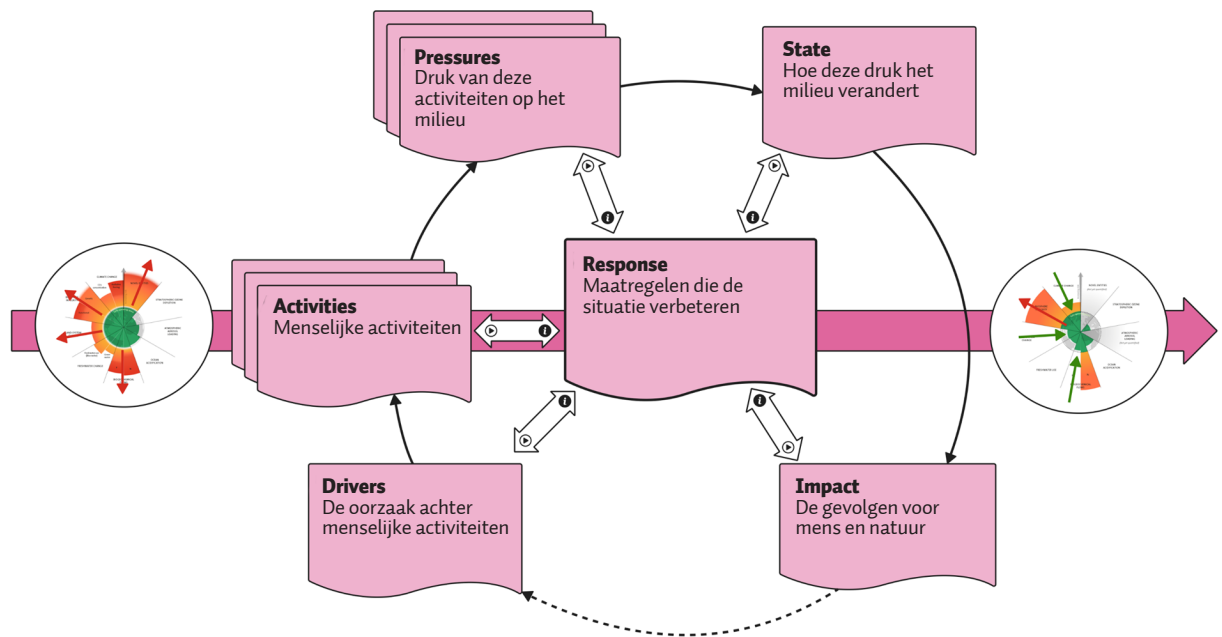 Pressures
Druk van deze
activiteiten op het
milieu
State
Hoe deze druk het
milieu verandert
Response
Maatregelen die de
situatie verbeteren
Activities
Menselijke activiteiten
Drivers
De oorzaak achter
menselijke activiteiten
Impact
De gevolgen voor
mens en natuur